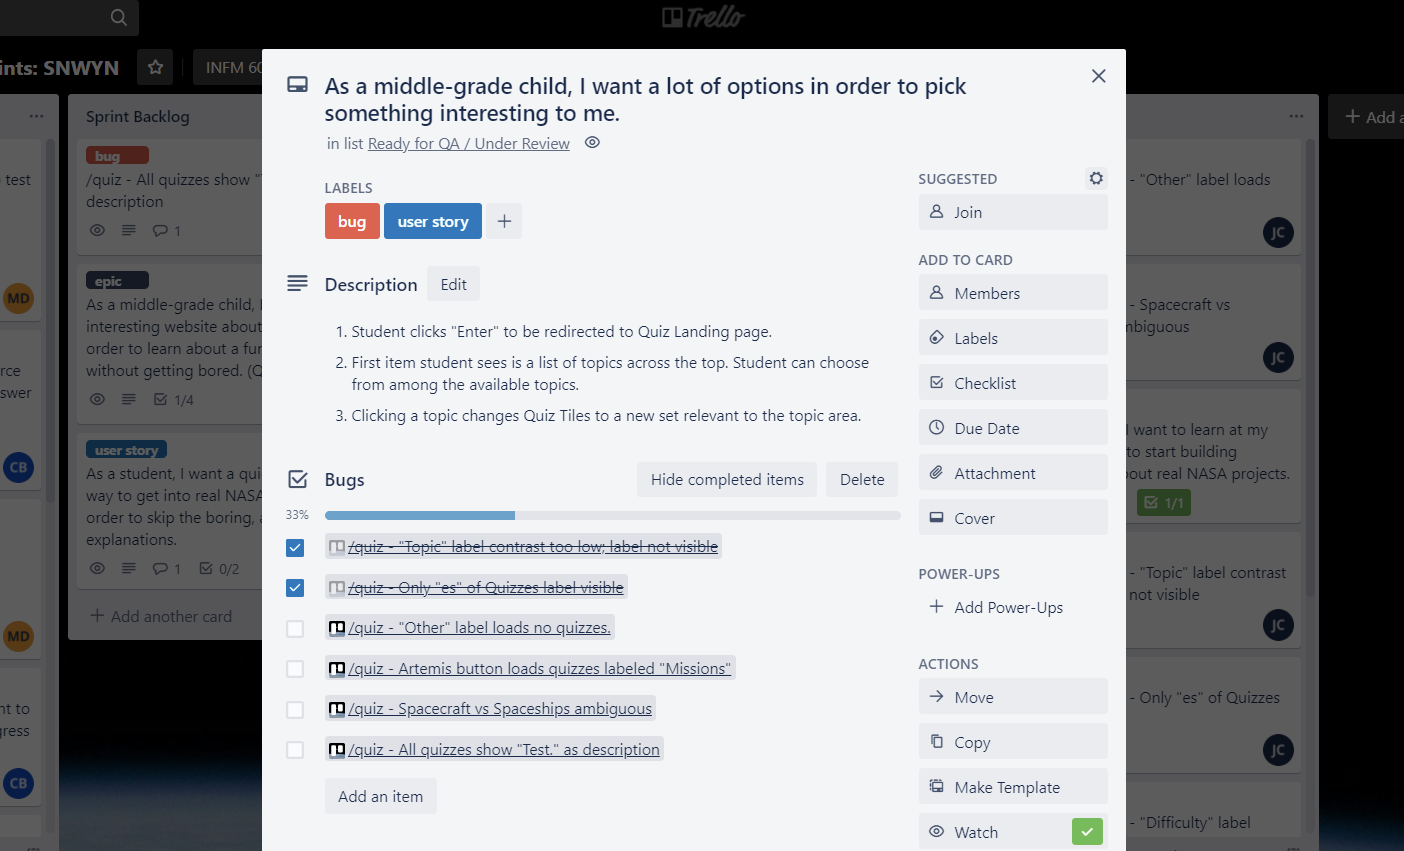 Trello
ints: SNWYN
INFM 60
Add a
test
MD
rce
swer
CB
MD
nt to
gress
CB
Sprint Backlog
bug
/quiz - All quizzes show "
description
1
epic
As a middle-grade child, I
interesting website about
order to learn about a fun
without getting bored. (Q
1/4
user story
As a student, I want a qui
way to get into real NASA
order to skip the boring, a
explanations.
1 0/2
Add another card
As a middle-grade child, I want a lot of options in order to pick
something interesting to me.
in list Ready for QA / Under Review
LABELS
bug
user story
Description
Edit
1. Student clicks "Enter" to be redirected to Quiz Landing page.
2. First item student sees is a list of topics across the top. Student can choose
from among the available topics.
3. Clicking a topic changes Quiz Tiles to a new set relevant to the topic area.
Bugs
Hide completed items
Delete
33%
/quiz - "Topic" label contrast too low; label not visible
/quiz - Only "es" of Quizzes label visible
/quiz - "Other" label loads no quizzes.
/quiz - Artemis button loads quizzes labeled "Missions"
/quiz - Spacecraft vs Spaceships ambiguous
/quiz - All quizzes show "Test." as description
Add an item
SUGGESTED
Join
ADD TO CARD
Members
Labels
Checklist
Due Date
Attachment
Cover
POWER-UPS
Add Power-Ups
ACTIONS
Move
Copy
Make Template
Watch
- "Other" label loads
JC
- Spacecraft vs
nbiguous
JC
I want to learn at my
to start building
out real NASA projects.
1/1
- "Topic" label contrast
not visible
JC
- Only "es" of Quizzes
JC
- "Difficulty" label